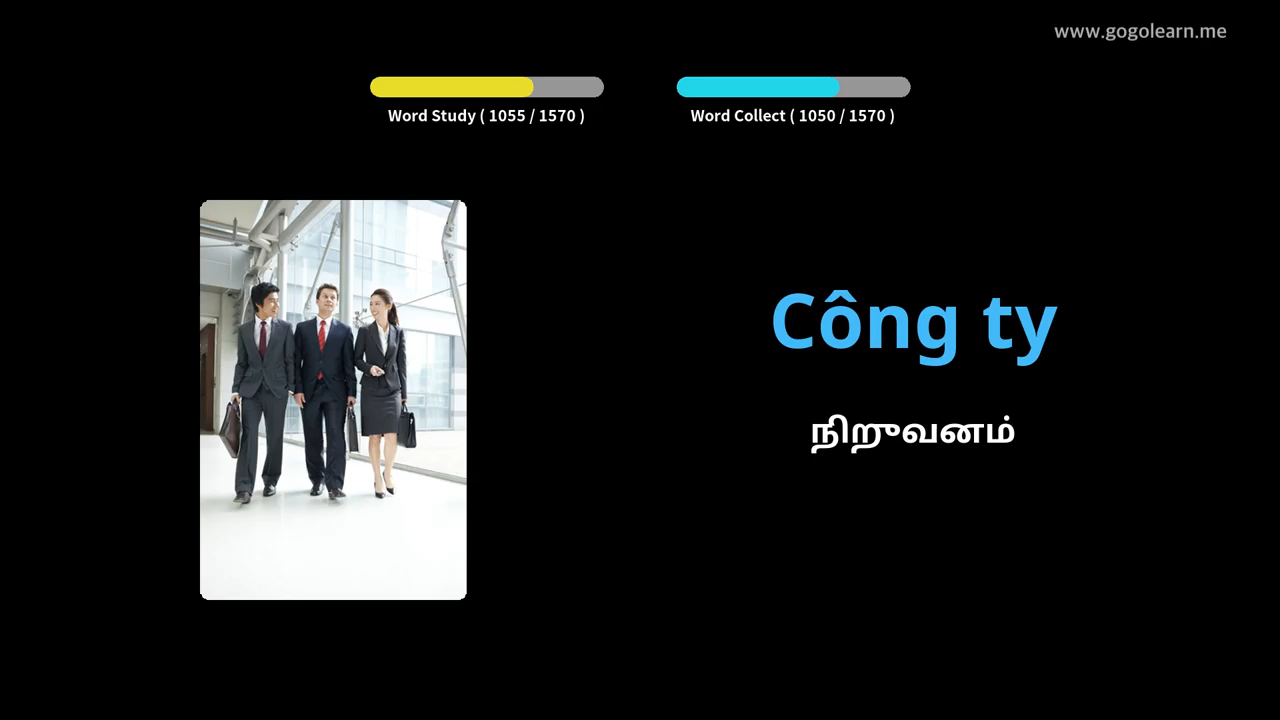 www.gogolearn.me
Word Study ( 1055 / 1570 )
Word Collect ( 1050 / 1570 )
Công ty
நிறுவனம்